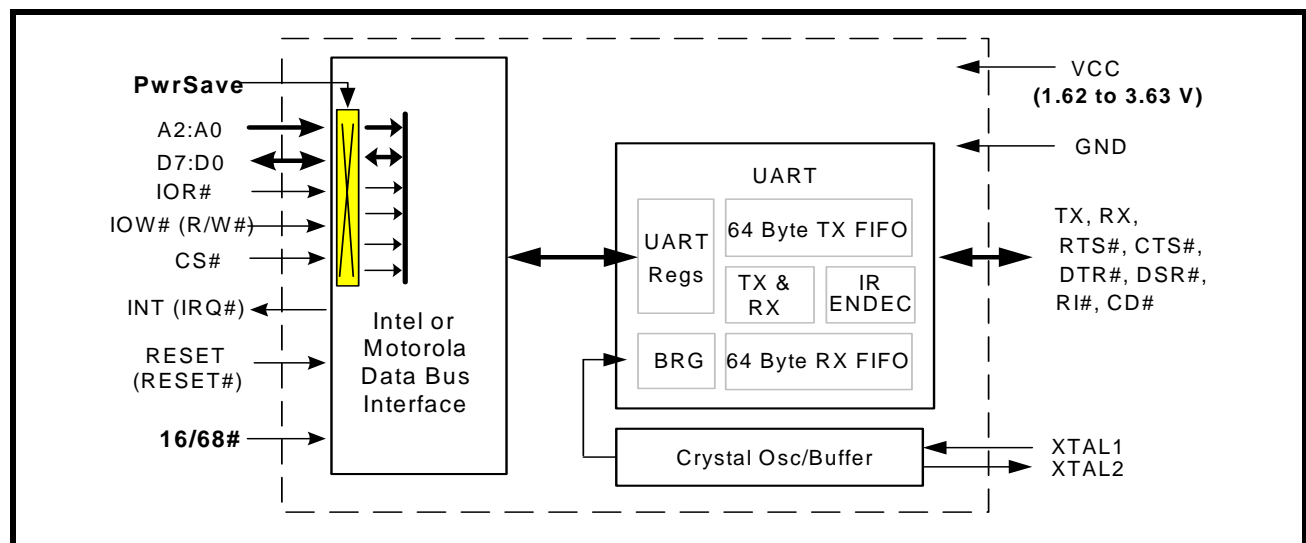 PwrSave
A2:A0
D7:D0
IOR#
IOW# (R/W#)
CS#
INT (IRQ#)
RESET
(RESET#)
16/68#
Intel or
Motorola
Data Bus
Interface
UART
UART
Regs
64 Byte TX FIFO
TX &
RX
IR
ENDEC
BRG
64 Byte RX FIFO
Crystal Osc/Buffer
VCC
(1.62 to 3.63 V)
GND
TX, RX,
RTS#, CTS#,
DTR#, DSR#,
RI#, CD#
XTAL1
XTAL2